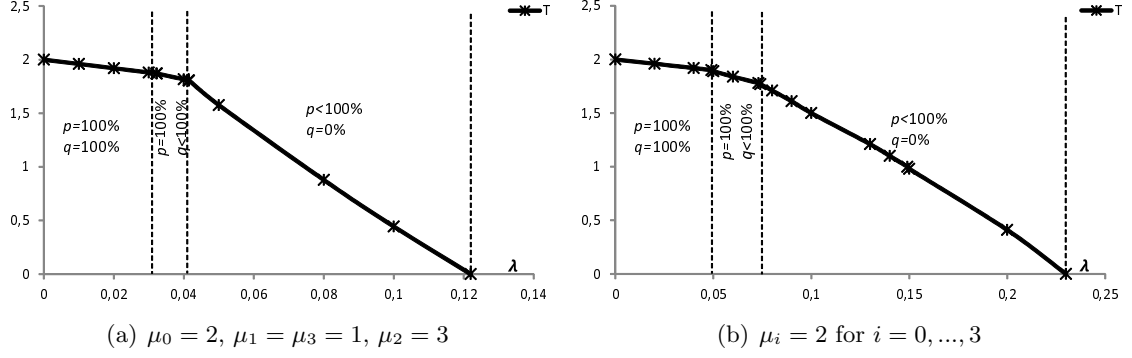 2,5
2
1,5
1
0,5
0
0
0,02
0,04
0,06
0,08
0,1
0,12
0,14
λ
T
p=100%
q=100%
p=100%
q<100%
p<100%
q=0%
(a) μ0 = 2, μ1 = μ3 = 1, μ2 = 3
2,5
2
1,5
1
0,5
0
0
0,05
0,1
0,15
0,2
0,25
λ
T
p=100%
q=100%
p=100%
q<100%
p<100%
q=0%
(b) μi = 2 for i = 0, ..., 3